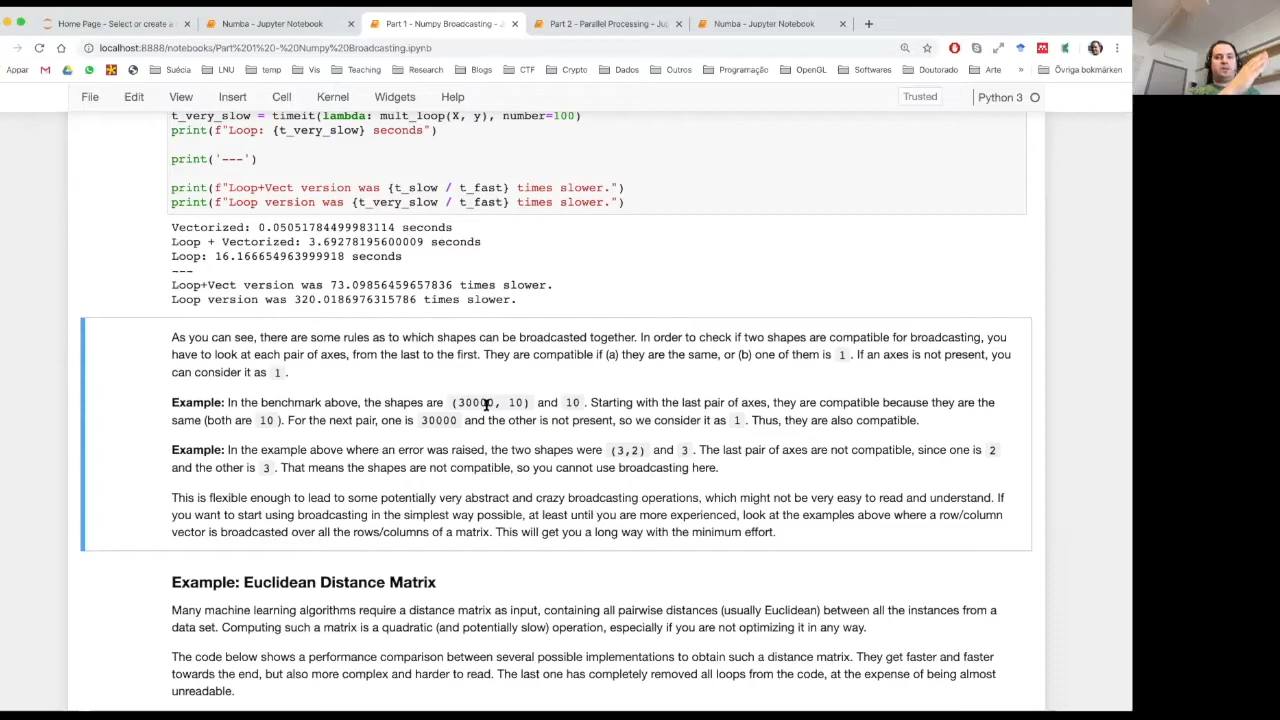 Home Page - Select or create a
Numba - Jupyter Notebook
Part 1 - Numpy Broadcasting -
Part 2 - Parallel Processing - Ju
Numba - Jupyter Notebook
localhost:8888/notebooks/Part%201%20-%20Numpy%20Broadcasting.ipynb
Appar
Suécia
LNU
temp
Vis
Teaching
Research
Blogs
CTF
Crypto
Dados
Outros
Programação
OpenGL
Softwares
Doutorado
Arte
»
Övriga bokmärken
File Edit View Insert Cell Kernel Widgets Help
Trusted
Python 3
t_very_slow = timeit(lambda: mult_loop(X, y), number=100)
print(f"Loop: {t_very_slow} seconds")
print('---')
print(f"Loop+Vect version was {t_slow / t_fast} times slower.")
print(f"Loop version was {t_very_slow / t_fast} times slower.")
Vectorized: 0.05051784499983114 seconds
Loop + Vectorized: 3.69278195600009 seconds
Loop: 16.166654963999918 seconds
---
Loop+Vect version was 73.09856459657836 times slower.
Loop version was 320.0186976315786 times slower.
As you can see, there are some rules as to which shapes can be broadcasted together. In order to check if two shapes are compatible for broadcasting, you
have to look at each pair of axes, from the last to the first. They are compatible if (a) they are the same, or (b) one of them is 1. If an axes is not present, you
can consider it as 1.
Example: In the benchmark above, the shapes are (30000, 10) and 10. Starting with the last pair of axes, they are compatible because they are the
same (both are 10). For the next pair, one is 30000 and the other is not present, so we consider it as 1. Thus, they are also compatible.
Example: In the example above where an error was raised, the two shapes were (3,2) and 3. The last pair of axes are not compatible, since one is 2
and the other is 3. That means the shapes are not compatible, so you cannot use broadcasting here.
This is flexible enough to lead to some potentially very abstract and crazy broadcasting operations, which might not be very easy to read and understand. If
you want to start using broadcasting in the simplest way possible, at least until you are more experienced, look at the examples above where a row/column
vector is broadcasted over all the rows/columns of a matrix. This will get you a long way with the minimum effort.
Example: Euclidean Distance Matrix
Many machine learning algorithms require a distance matrix as input, containing all pairwise distances (usually Euclidean) between all the instances from a
data set. Computing such a matrix is a quadratic (and potentially slow) operation, especially if you are not optimizing it in any way.
The code below shows a performance comparison between several possible implementations to obtain such a distance matrix. They get faster and faster
towards the end, but also more complex and harder to read. The last one has completely removed all loops from the code, at the expense of being almost
unreadable.